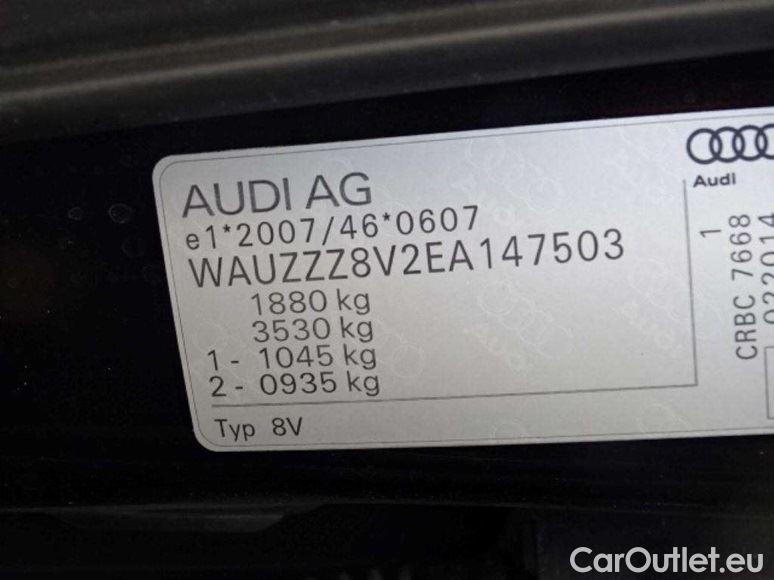 AUDI AG
e1*2007/46*0607
WAUZZZ8V2EA147503
1880 kg
3530 kg
1 - 1045 kg
2 - 0935 kg
Typ 8V
Audi
1
CRBC 7668
CarOutlet.eu